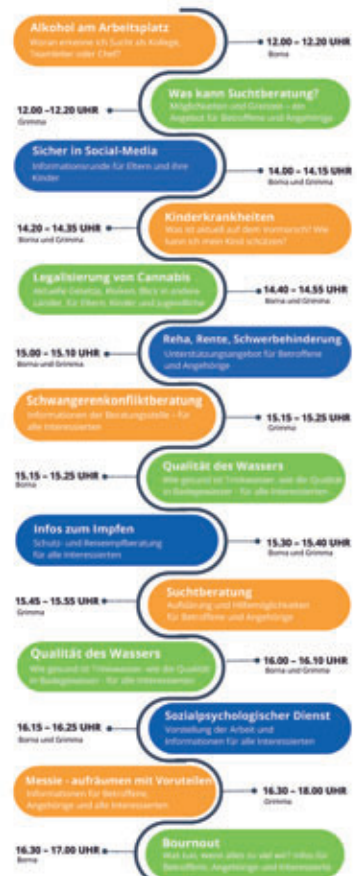 Alkohol am Arbeitsplatz
Woran erkenne ich Sucht als Kollege,
Teamleiter oder Chef?
12.00 – 12.20 UHR
Borna
Was kann Suchtberatung?
Möglichkeiten und Grenzen – ein
Angebot für Betroffene und Angehörige
12.00 –12.20 UHR
Grimma
Sicher in Social-Media
Informationsrunde für Eltern und ihre
Kinder
14.00 – 14.15 UHR
Borna und Grimma
Kinderkrankheiten
Was ist aktuell auf dem Vormarsch? Wie
kann ich mein Kind schützen?
14.20 – 14.35 UHR
Borna und Grimma
Legalisierung von Cannabis
Aktuelle Gesetze, Risiken, Blick in andere
Länder, für Eltern, Kinder und Jugendliche
14.40 – 14.55 UHR
Borna und Grimma
Reha, Rente, Schwerbehinderung
Unterstützungsangebot für Betroffene
und Angehörige
15.00 – 15.10 UHR
Borna und Grimma
Schwangerenkonfliktberatung
Informationen der Beratungsstelle – für
alle Interessierten
15.15 – 15.25 UHR
Grimma
Qualität des Wassers
Wie gesund ist Trinkwasser, wie die Qualität
in Badegewässer - für alle Interessierten
15.15 – 15.25 UHR
Borna
Infos zum Impfen
Schutz- und Reiseimpfberatung
für alle Interessierten
15.30 – 15.40 UHR
Borna und Grimma
Suchtberatung
Aufklärung und Hilfemöglichkeiten
für Betroffene und Angehörige
15.45 – 15.55 UHR
Grimma
Qualität des Wassers
Wie gesund ist Trinkwasser, wie die Qualität
in Badegewässer - für alle Interessierten
16.00 – 16.10 UHR
Borna und Grimma
Sozialpsychologischer Dienst
Vorstellung der Arbeit und
Informationen für alle Interessierten
16.15 – 16.25 UHR
Borna und Grimma
Messie - aufräumen mit Voruteilen
Informationen für Betroffene,
Angehörige und alle Interessierten
16.30 – 18.00 UHR
Grimma
Bournout
Was tun, wenn alles zu viel wird? Infos für
Betroffene, Angehörige und Interessierte
16.30 – 17.00 UHR
Borna